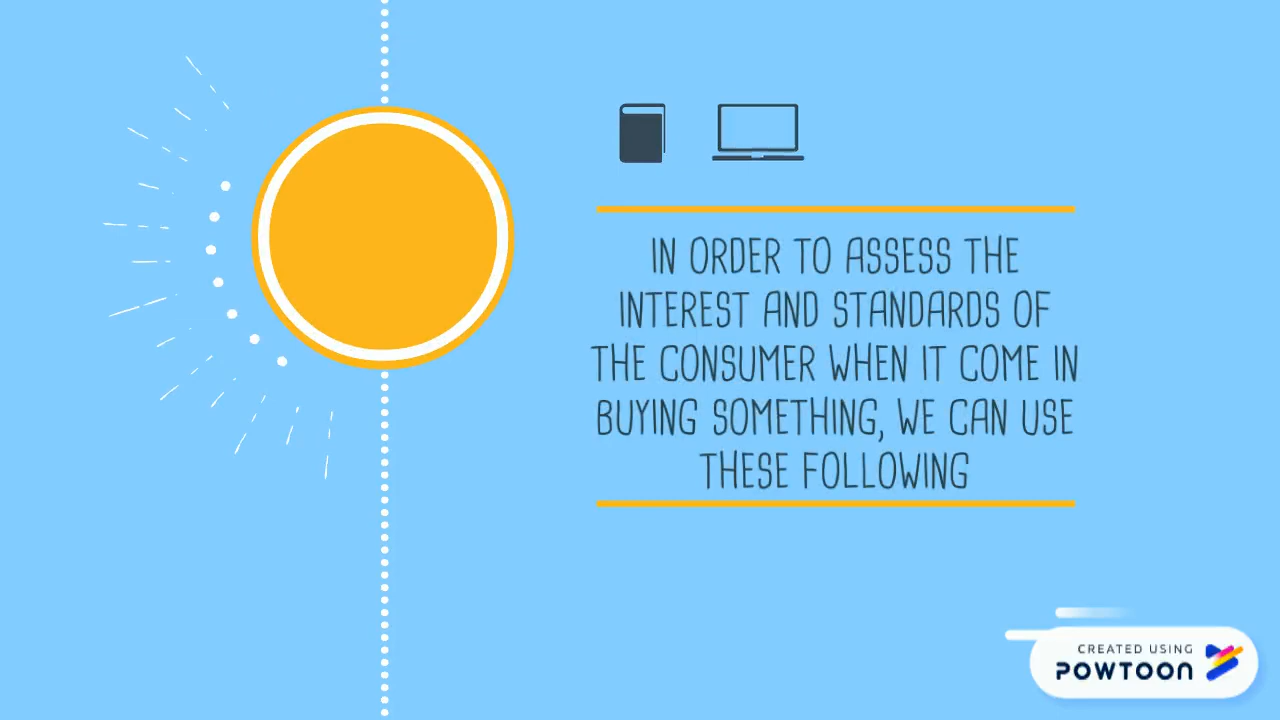 IN ORDER TO ASSESS THE
INTEREST AND STANDARDS OF
THE CONSUMER WHEN IT COME IN
BUYING SOMETHING, WE CAN USE
THESE FOLLOWING
CREATED USING
POWTOON